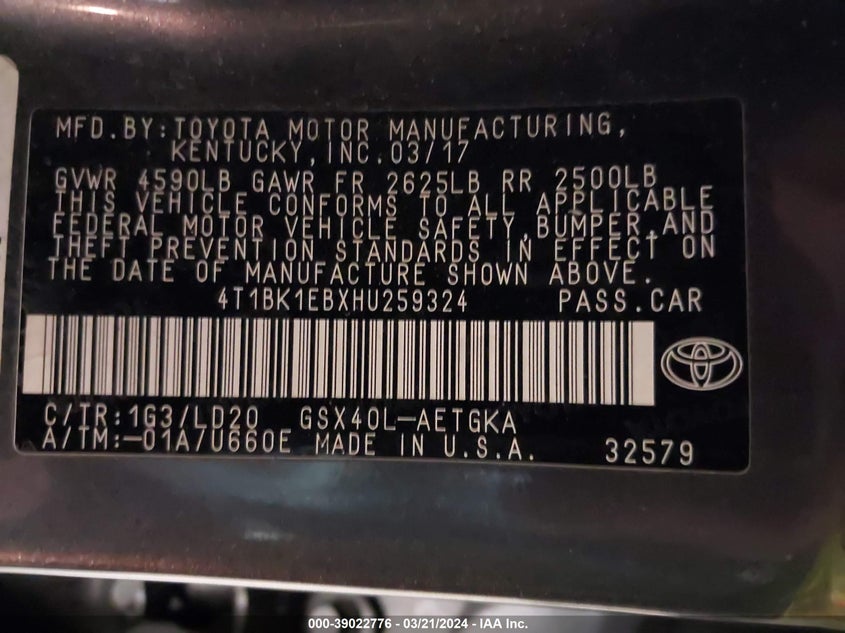 MFD.BY:TOYOTA MOTOR MANUFACTURING,
KENTUCKY,INC.03/17
GVWR 4590LB GAWR FR 2625LB RR 2500LB
THIS VEHICLE CONFORMS TO ALL APPLICABLE
FEDERAL MOTOR VEHICLE SAFETY,BUMPER,AND
THEFT PREVENTION STANDARDS IN EFFECT ON
THE DATE OF MANUFACTURE SHOWN ABOVE.
4T1BK1EBXHU259324 PASS.CAR
C/TR:1G3/LD20 GSX40L-AETGKA
A/TM:-01A/U660E MADE IN U.S.A. 32579
000-39022776 - 03/21/2024 - IAA Inc.